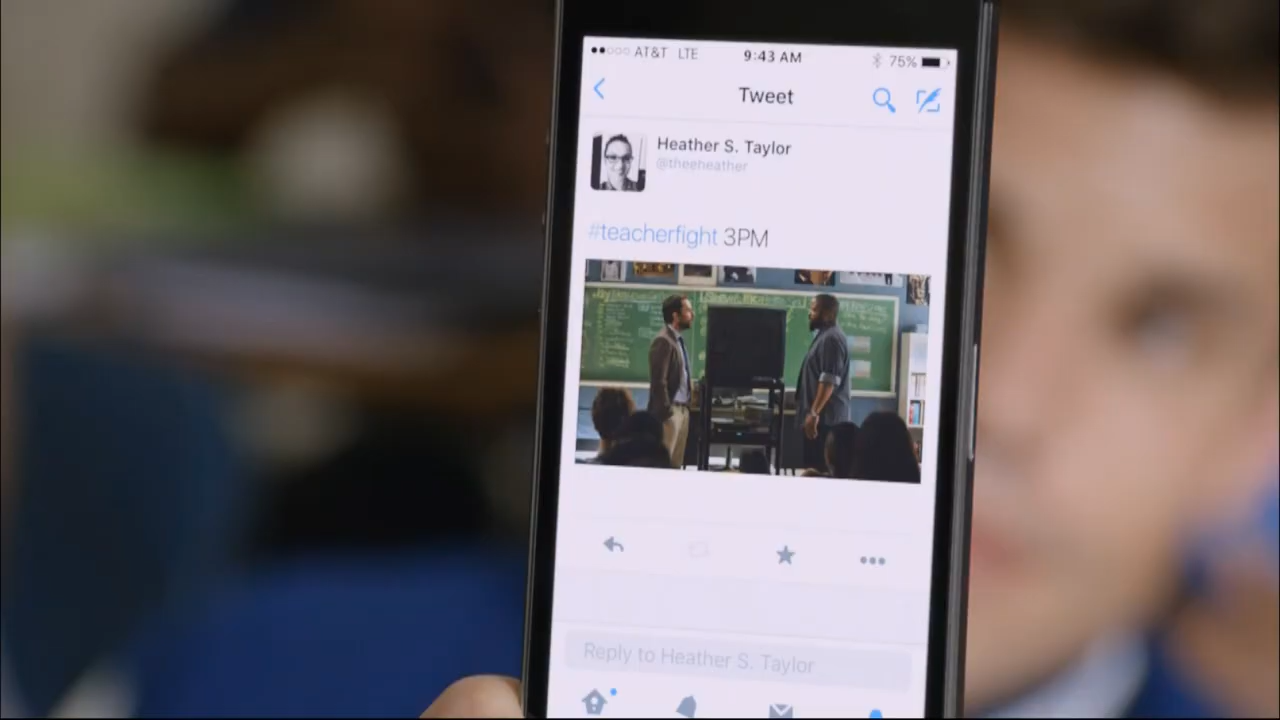 AT&T LTE 9:43 AM 75%
Tweet
Heather S. Taylor
@theeheather
#teacherfight 3PM
Reply to Heather S. Taylor